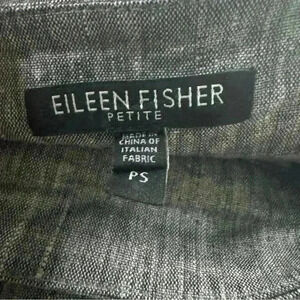 EILEEN FISHER
PETITE
MADE IN
CHINA OF
ITALIAN
FABRIC
PS